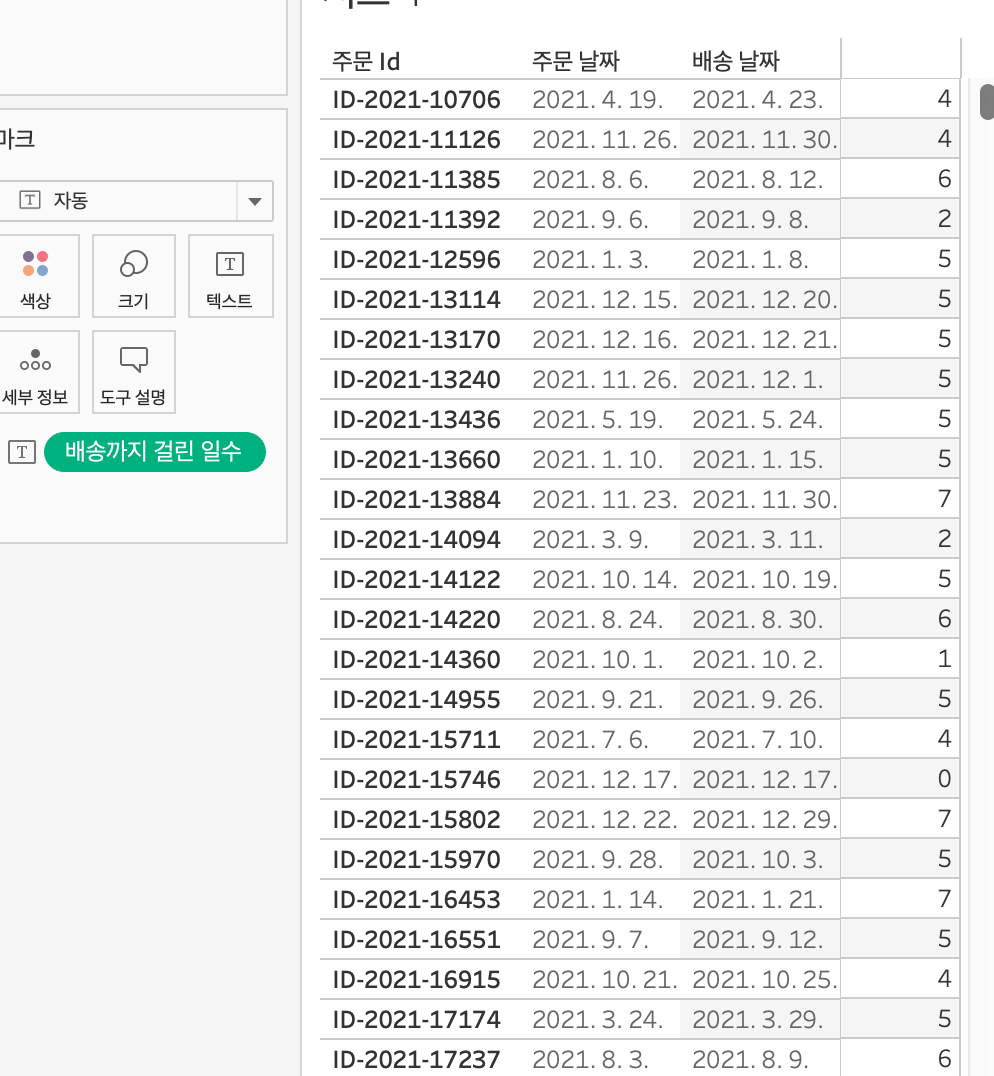 주문 Id 주문 날짜 배송 날짜
ID-2021-10706 2021. 4. 19. 2021. 4. 23. 4
ID-2021-11126 2021. 11. 26. 2021. 11. 30. 4
ID-2021-11385 2021. 8. 6. 2021. 8. 12. 6
ID-2021-11392 2021. 9. 6. 2021. 9. 8. 2
ID-2021-12596 2021. 1. 3. 2021. 1. 8. 5
ID-2021-13114 2021. 12. 15. 2021. 12. 20. 5
ID-2021-13170 2021. 12. 16. 2021. 12. 21. 5
ID-2021-13240 2021. 11. 26. 2021. 12. 1. 5
ID-2021-13436 2021. 5. 19. 2021. 5. 24. 5
ID-2021-13660 2021. 1. 10. 2021. 1. 15. 5
ID-2021-13884 2021. 11. 23. 2021. 11. 30. 7
ID-2021-14094 2021. 3. 9. 2021. 3. 11. 2
ID-2021-14122 2021. 10. 14. 2021. 10. 19. 5
ID-2021-14220 2021. 8. 24. 2021. 8. 30. 6
ID-2021-14360 2021. 10. 1. 2021. 10. 2. 1
ID-2021-14955 2021. 9. 21. 2021. 9. 26. 5
ID-2021-15711 2021. 7. 6. 2021. 7. 10. 4
ID-2021-15746 2021. 12. 17. 2021. 12. 17. 0
ID-2021-15802 2021. 12. 22. 2021. 12. 29. 7
ID-2021-15970 2021. 9. 28. 2021. 10. 3. 5
ID-2021-16453 2021. 1. 14. 2021. 1. 21. 7
ID-2021-16551 2021. 9. 7. 2021. 9. 12. 5
ID-2021-16915 2021. 10. 21. 2021. 10. 25. 4
ID-2021-17174 2021. 3. 24. 2021. 3. 29. 5
ID-2021-17237 2021. 8. 3. 2021. 8. 9. 6
마크
T 자동
색상 크기 T 텍스트
세부 정보 도구 설명
T 배송까지 걸린 일수